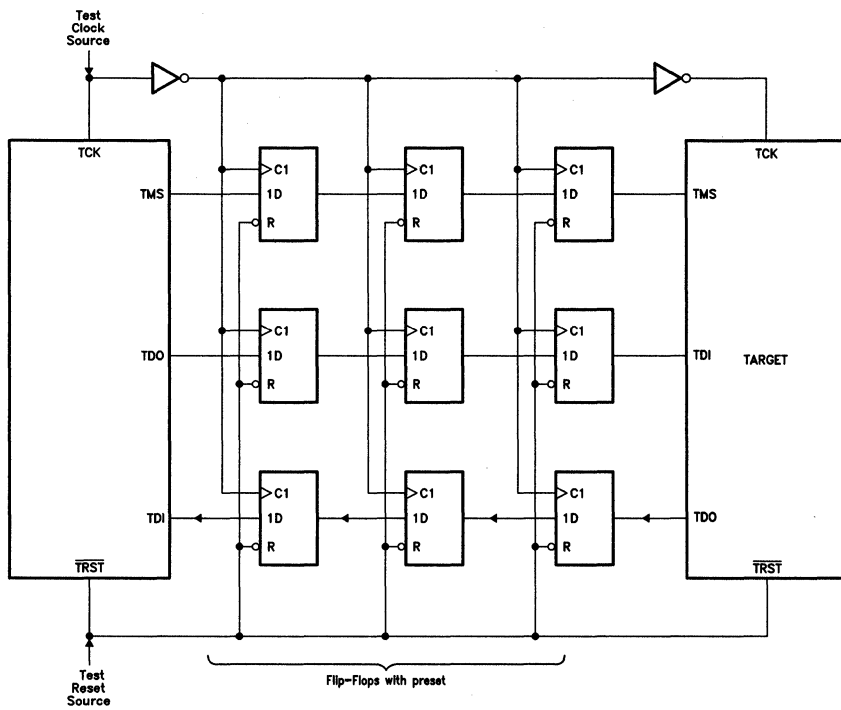 Test
Clock
Source
TCK
TCK
C1
C1
C1
TMS
1D
1D
1D
TMS
R
R
R
C1
C1
C1
TDO
1D
1D
1D
TDI
TARGET
R
R
R
C1
C1
C1
TDI
1D
1D
1D
TDO
R
R
R
TRST
TRST
Test
Reset
Source
Flip-Flops with preset